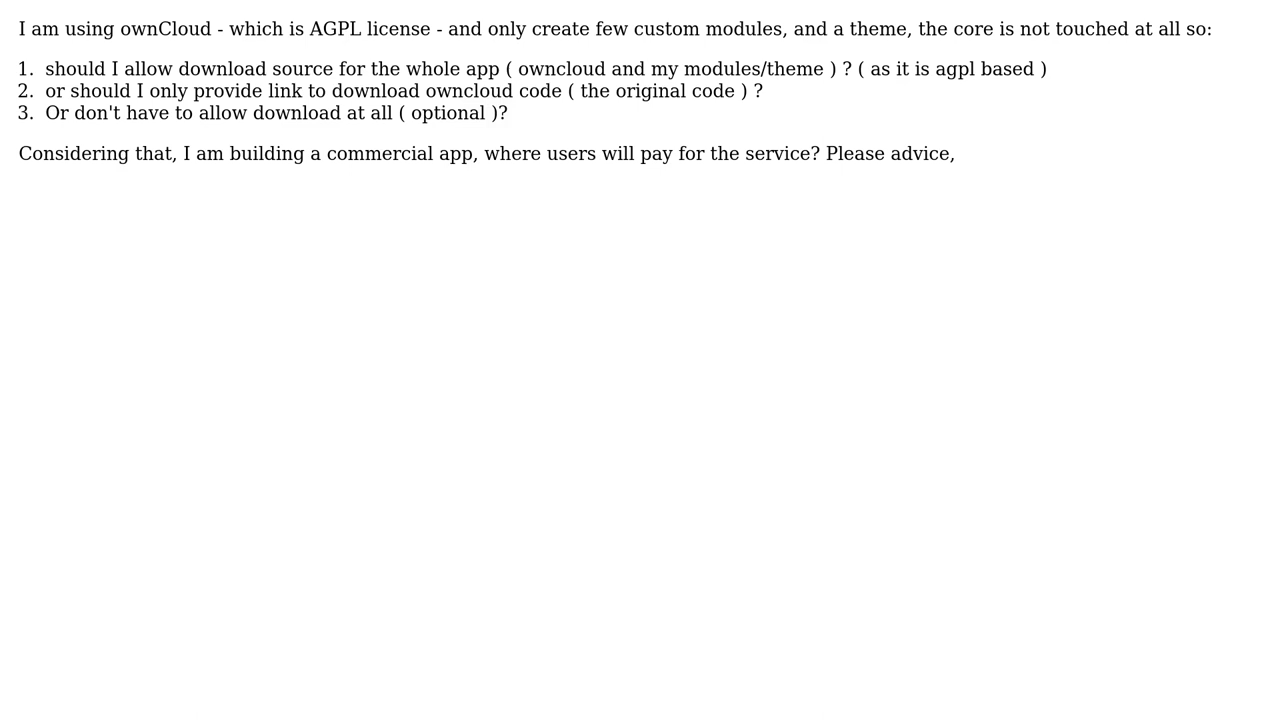 I am using ownCloud - which is AGPL license - and only create few custom modules, and a theme, the core is not touched at all so:
1. should I allow download source for the whole app ( owncloud and my modules/theme ) ? ( as it is agpl based )
2. or should I only provide link to download owncloud code ( the original code ) ?
3. Or don't have to allow download at all ( optional )?
Considering that, I am building a commercial app, where users will pay for the service? Please advice,